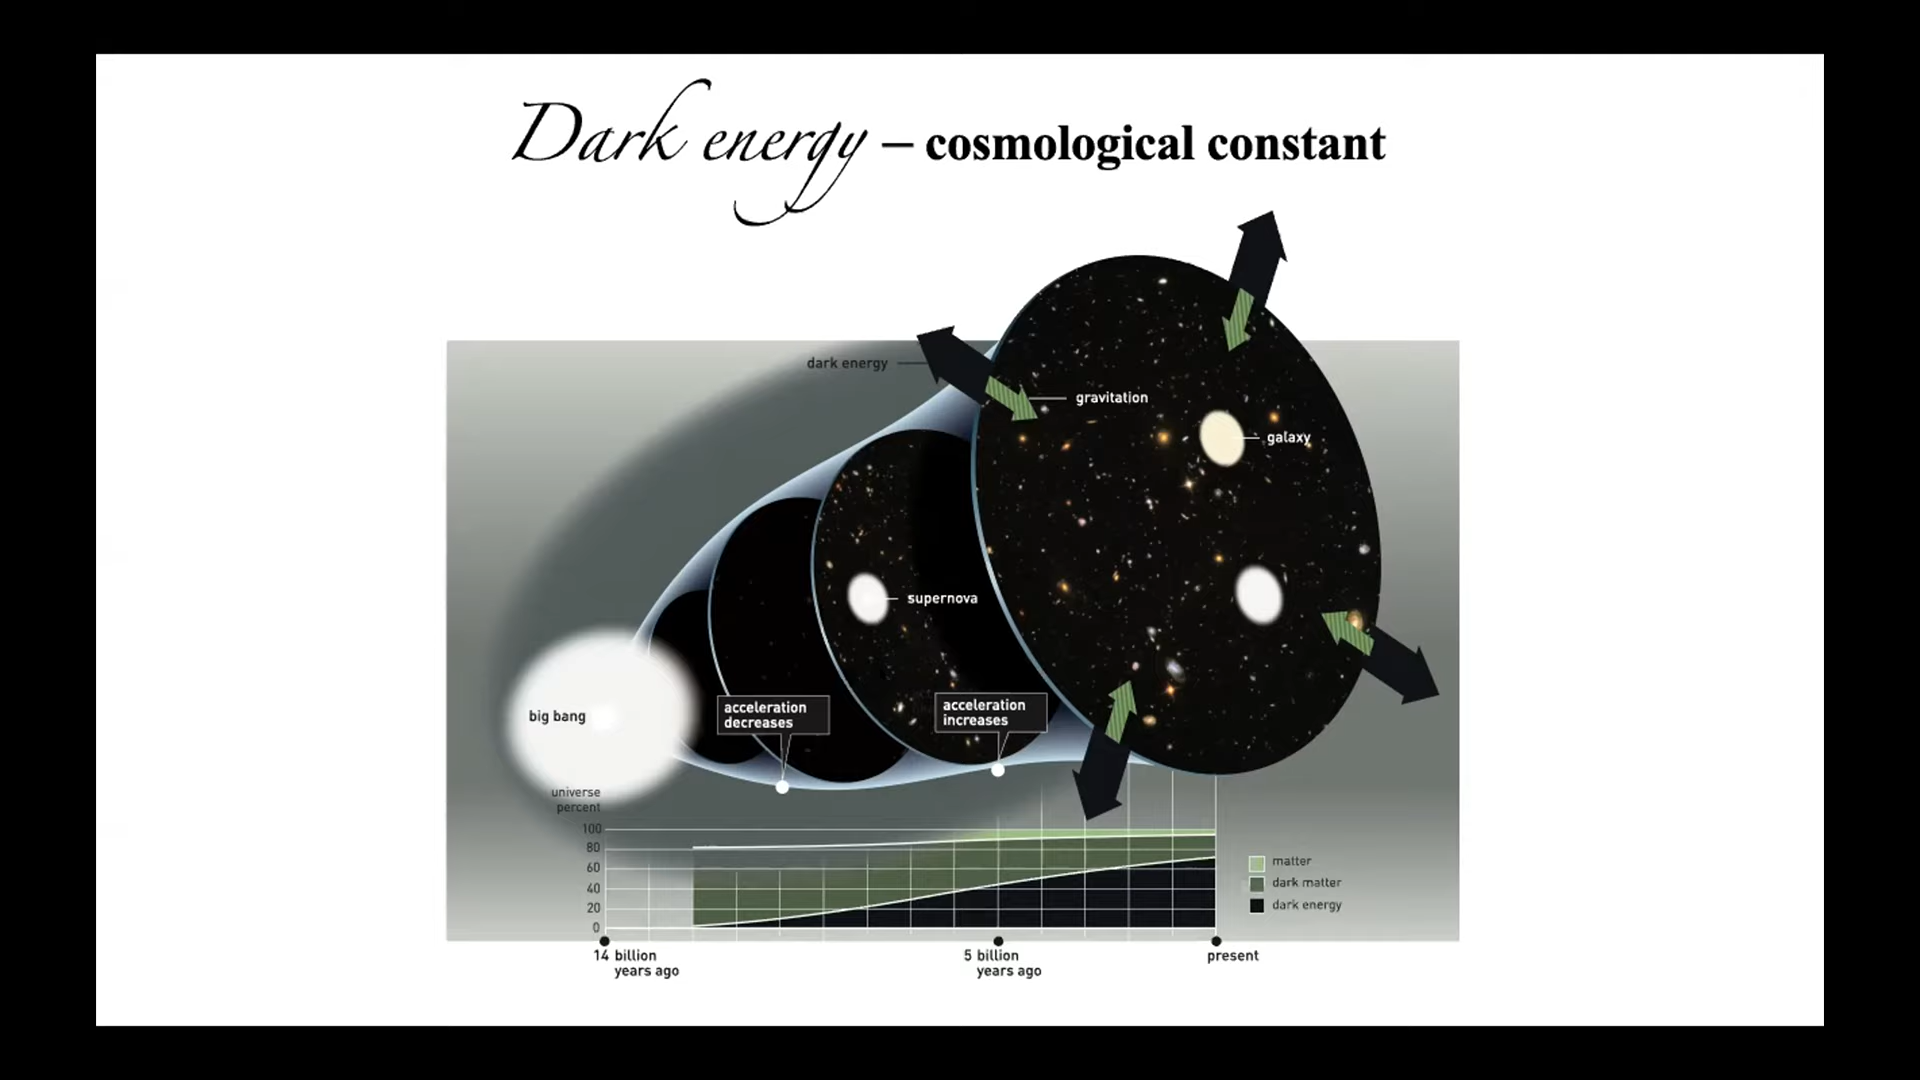 Dark energy – cosmological constant
dark energy
gravitation
galaxy
supernova
big bang
acceleration
decreases
acceleration
increases
universe
percent
100
80
60
40
20
0
matter
dark matter
dark energy
14 billion
years ago
5 billion
years ago
present